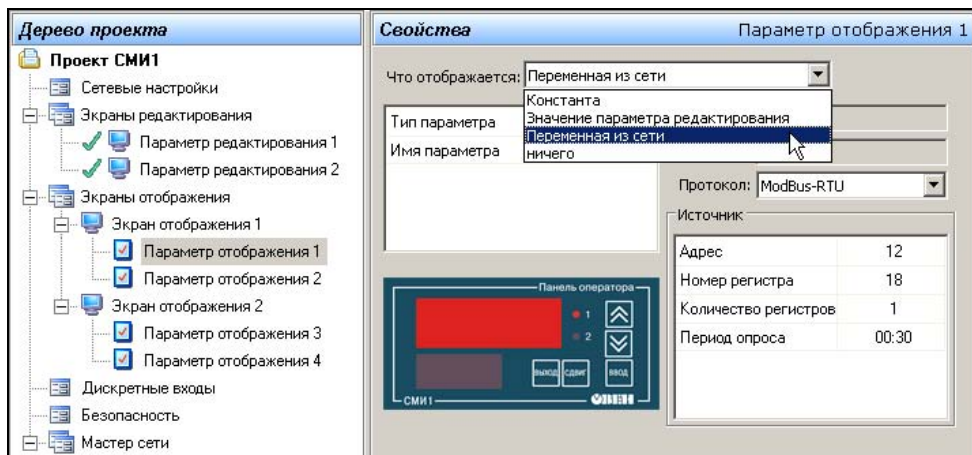 Дерево проекта
Проект СМИ1
Сетевые настройки
Экраны редактирования
Параметр редактирования 1
Параметр редактирования 2
Экраны отображения
Экран отображения 1
Параметр отображения 1
Параметр отображения 2
Экран отображения 2
Параметр отображения 3
Параметр отображения 4
Дискретные входы
Безопасность
Мастер сети
Свойства Параметр отображения 1
Что отображается: Переменная из сети
Константа
Значение параметра редактирования
Переменная из сети
ничего
Тип параметра
Имя параметра
Протокол: ModBus-RTU
Источник
Адрес 12
Номер регистра 18
Количество регистров 1
Период опроса 00:30
Панель оператора
1
2
ВЫХОД СДВИГ ВВОД
СМИ1 ОВЕН